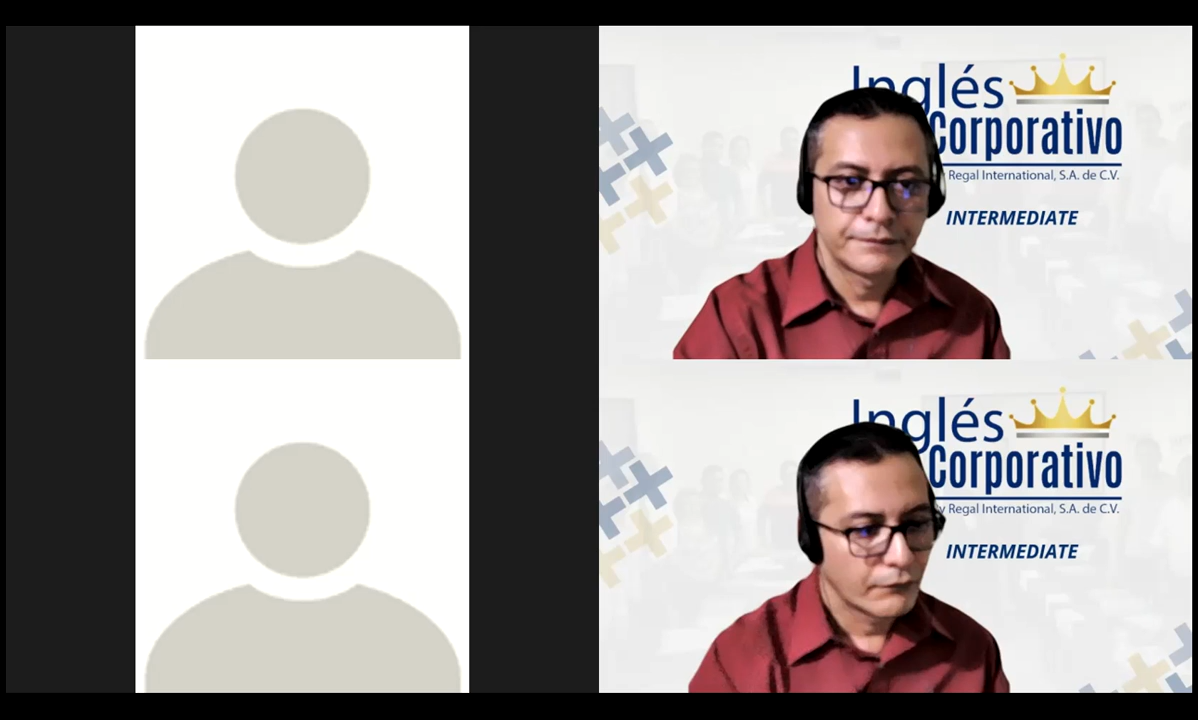 Inglés
Corporativo
Regal International, S.A. de C.V.
INTERMEDIATE
Inglés
Corporativo
y Regal International, S.A. de C.V.
INTERMEDIATE